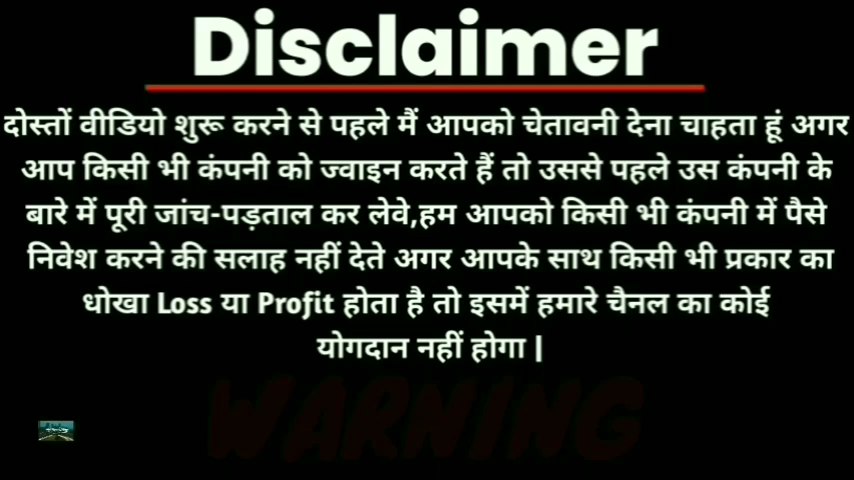 Disclaimer
दोस्तों वीडियो शुरू करने से पहले मैं आपको चेतावनी देना चाहता हूं अगर
आप किसी भी कंपनी को ज्वाइन करते हैं तो उससे पहले उस कंपनी के
बारे में पूरी जांच-पड़ताल कर लेवे,हम आपको किसी भी कंपनी में पैसे
निवेश करने की सलाह नहीं देते अगर आपके साथ किसी भी प्रकार का
धोखा Loss या Profit होता है तो इसमें हमारे चैनल का कोई
योगदान नहीं होगा |
WARNING